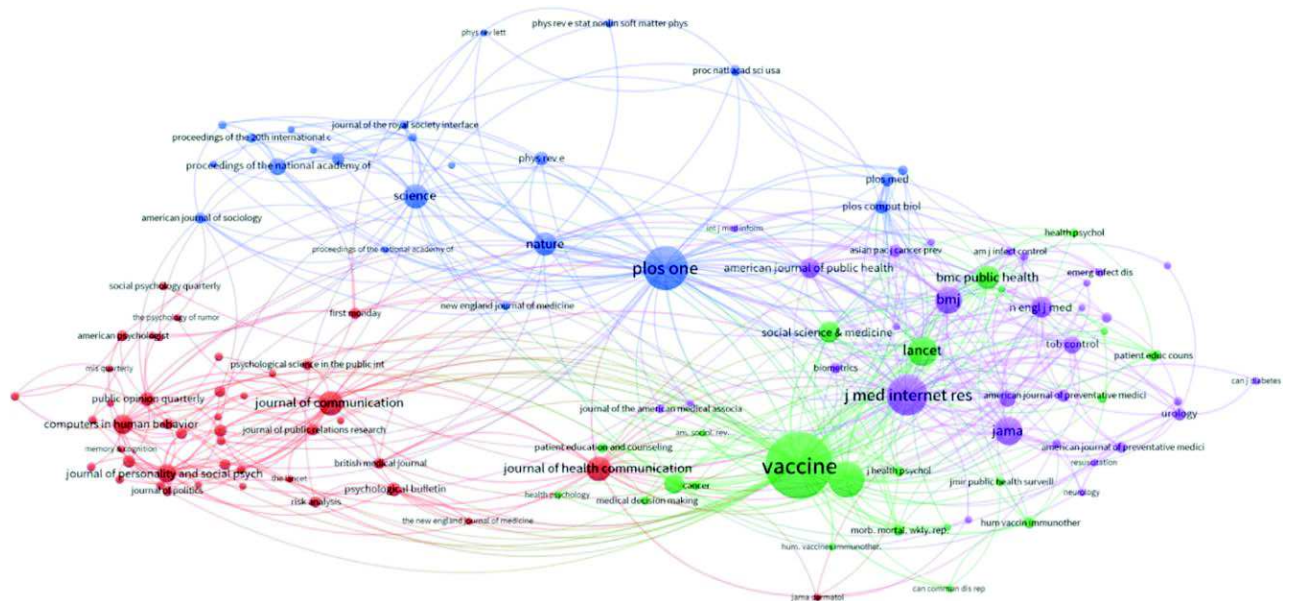 phys rev e stat nonlin soft matter phys
phys rev lett
proc natl acad sci usa
journal of the royal society interface
proceedings of the 20th international c
proceedings of the national academy of
phys rev e
science
plos med
plos comput biol
american journal of sociology
int j med inform
health psychol
proceedings of the national academy of
nature
asian pac j cancer prev
am j infect control
plos one
american journal of public health
bmc public health
emerg infect dis
social psychology quarterly
new england journal of medicine
first monday
bmj
n engl j med
the psychology of rumor
american psychologist
social science & medicine
tob control
lancet
patient educ couns
psychological science in the public int
mis quarterly
biometrics
can j diabetes
public opinion quarterly
journal of communication
j med internet res
american journal of preventative medici
journal of the american medical associa
urology
computers in human behavior
journal of public relations research
am. sociol. rev.
jama
patient education and counseling
american journal of preventative medici
memory & cognition
british medical journal
journal of health communication
vaccine
resuscitation
journal of personality and social psych
the lancet
j health psychol
jmir public health surveill
journal of politics
psychological bulletin
cancer
health psychology
medical decision making
neurology
risk analysis
the new england journal of medicine
morb. mortal. wkly. rep.
hum vaccin immunother
hum. vaccines immunother.
can commun dis rep
jama dermatol